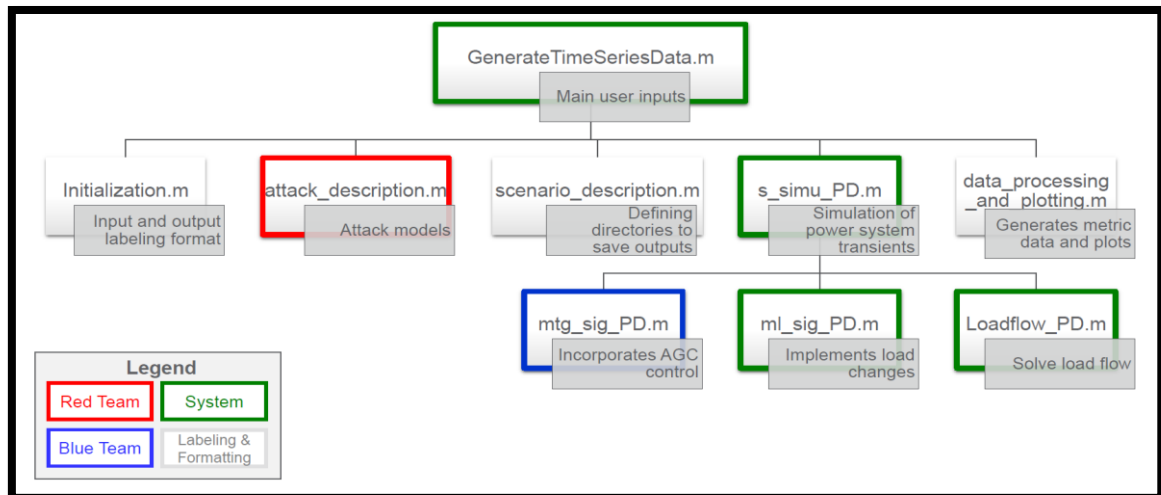 GenerateTimeSeriesData.m
Main user inputs
Initialization.m
Input and output
labeling format
attack_description.m
Attack models
scenario_description.m
Defining
directories to
save outputs
s_simu_PD.m
Simulation of
power system
transients
data_processing
_and_plotting.m
Generates metric
data and plots
mtg_sig_PD.m
Incorporates AGC
control
ml_sig_PD.m
Implements load
changes
Loadflow_PD.m
Solve load flow
Legend
Red Team
System
Blue Team
Labeling &
Formatting